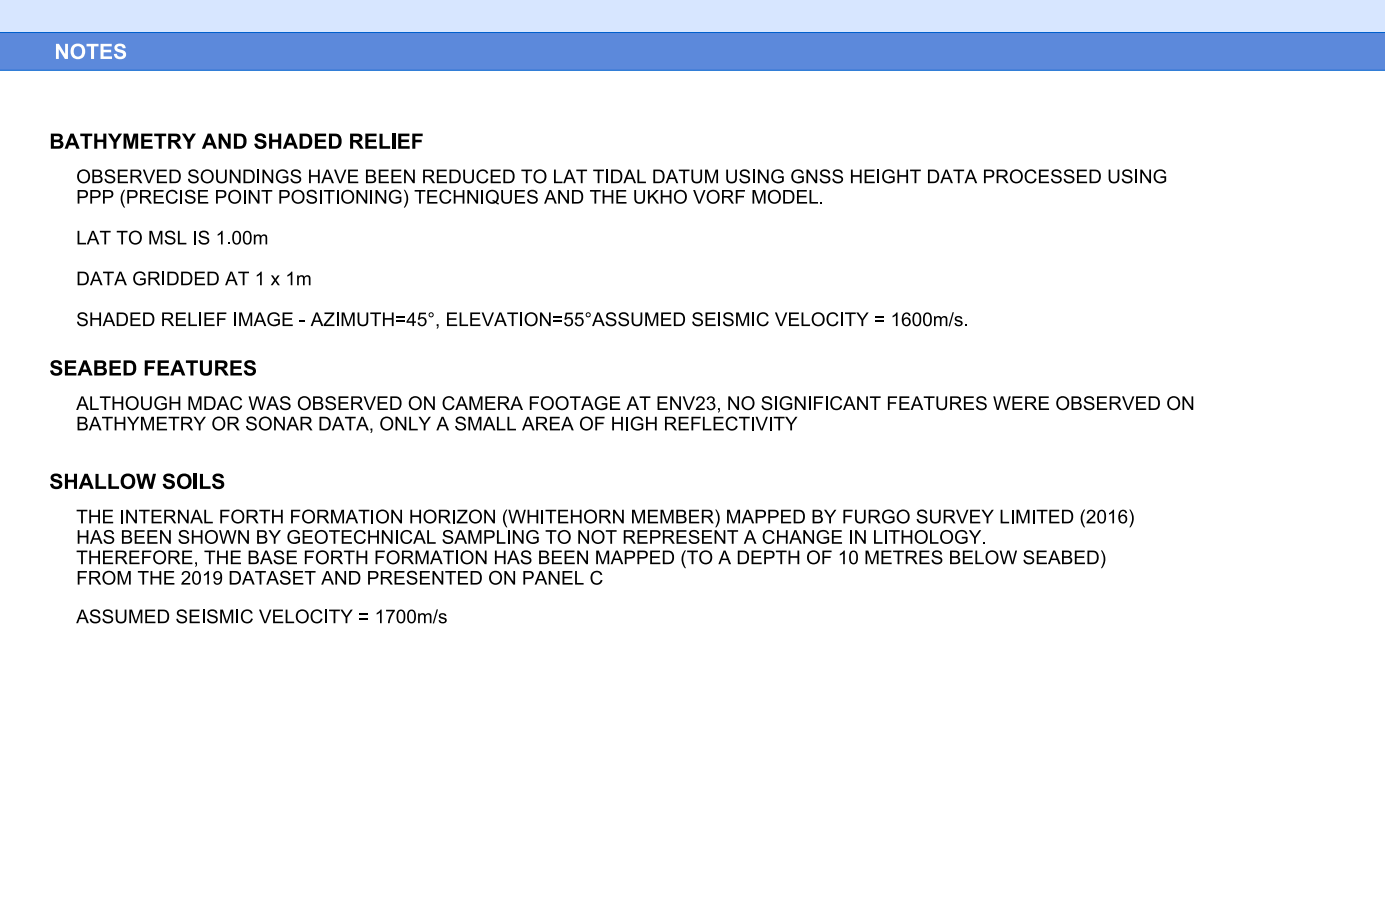 NOTES
BATHYMETRY AND SHADED RELIEF
OBSERVED SOUNDINGS HAVE BEEN REDUCED TO LAT TIDAL DATUM USING GNSS HEIGHT DATA PROCESSED USING
PPP (PRECISE POINT POSITIONING) TECHNIQUES AND THE UKHO VORF MODEL.
LAT TO MSL IS 1.00m
DATA GRIDDED AT 1 x 1m
SHADED RELIEF IMAGE - AZIMUTH=45°, ELEVATION=55°ASSUMED SEISMIC VELOCITY = 1600m/s.
SEABED FEATURES
ALTHOUGH MDAC WAS OBSERVED ON CAMERA FOOTAGE AT ENV23, NO SIGNIFICANT FEATURES WERE OBSERVED ON
BATHYMETRY OR SONAR DATA, ONLY A SMALL AREA OF HIGH REFLECTIVITY
SHALLOW SOILS
THE INTERNAL FORTH FORMATION HORIZON (WHITEHORN MEMBER) MAPPED BY FURGO SURVEY LIMITED (2016)
HAS BEEN SHOWN BY GEOTECHNICAL SAMPLING TO NOT REPRESENT A CHANGE IN LITHOLOGY.
THEREFORE, THE BASE FORTH FORMATION HAS BEEN MAPPED (TO A DEPTH OF 10 METRES BELOW SEABED)
FROM THE 2019 DATASET AND PRESENTED ON PANEL C
ASSUMED SEISMIC VELOCITY = 1700m/s